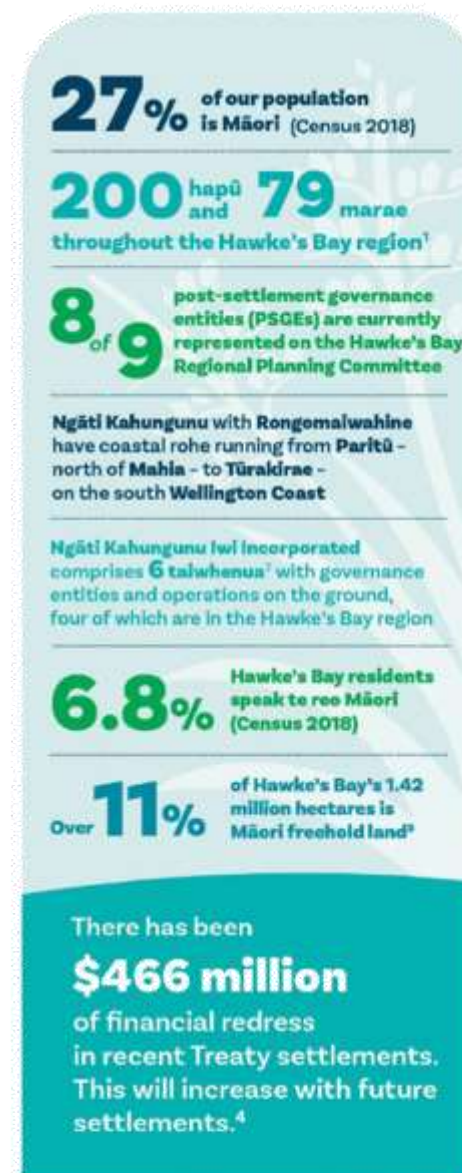 27% of our population
is Māori (Census 2018)
200 hapū and 79 marae
throughout the Hawke's Bay region¹
8 of 9 post-settlement governance
entities (PSGEs) are currently
represented on the Hawke's Bay
Regional Planning Committee
Ngāti Kahungunu with Rongomaiwahine
have coastal rohe running from Paritū –
north of Mahia – to Tūrakirae –
on the south Wellington Coast
Ngāti Kahungunu Iwi Incorporated
comprises 6 taiwhenua² with governance
entities and operations on the ground,
four of which are in the Hawke's Bay region
6.8% Hawke's Bay residents
speak te reo Māori
(Census 2018)
Over 11% of Hawke's Bay's 1.42
million hectares is
Māori freehold land³
There has been
$466 million
of financial redress
in recent Treaty settlements.
This will increase with future
settlements.⁴